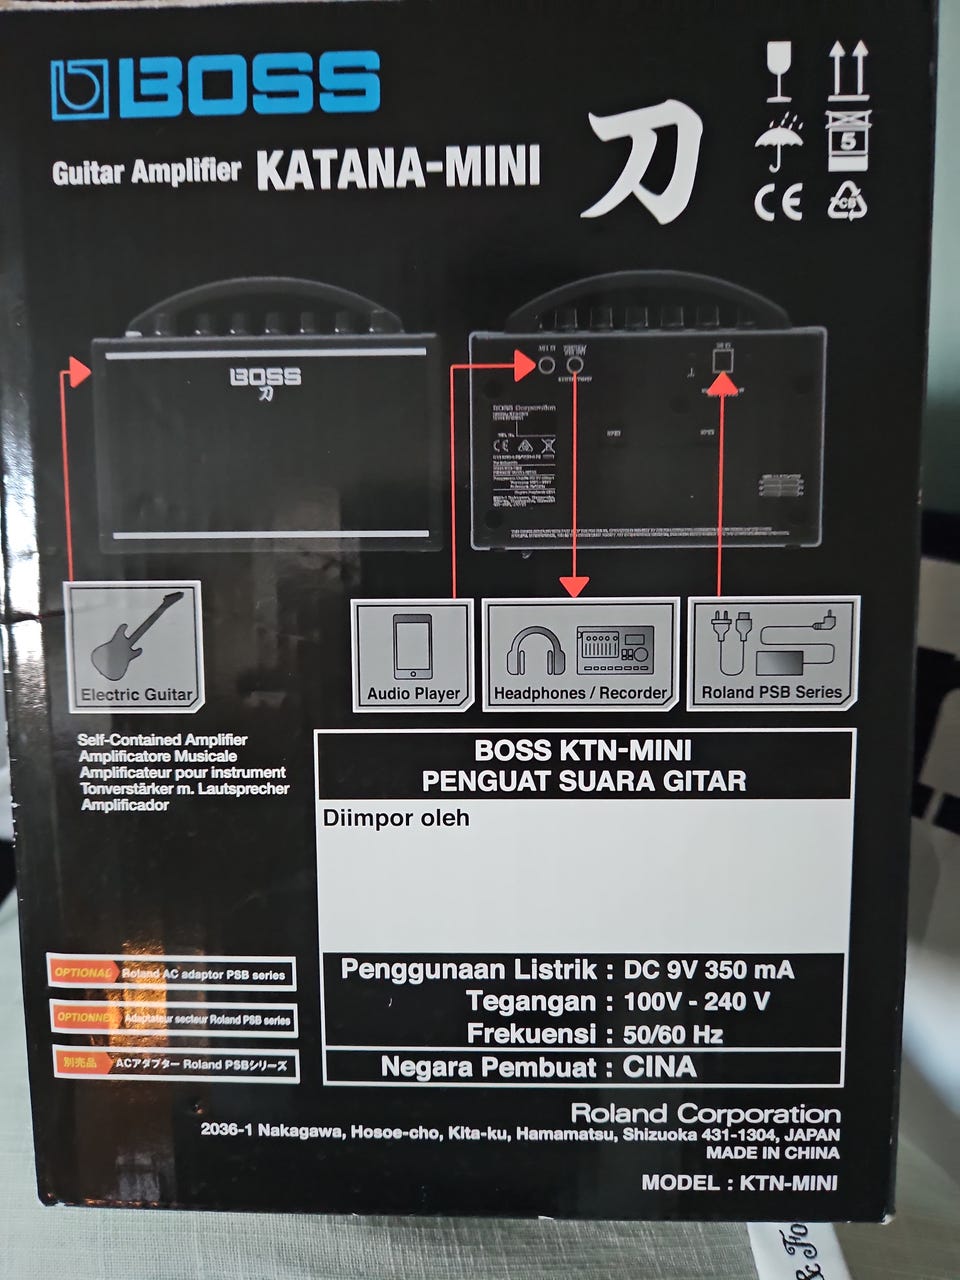 BOSS
Guitar Amplifier KATANA-MINI 刀
5
CE
PCB
BOSS
刀
BOSS Corporation
CE
Electric Guitar
Audio Player
Headphones / Recorder
Roland PSB Series
Self-Contained Amplifier
Amplificatore Musicale
Amplificateur pour instrument
Tonverstärker m. Lautsprecher
Amplificador
BOSS KTN-MINI
PENGUAT SUARA GITAR
Diimpor oleh
OPTIONAL Roland AC adaptor PSB series
OPTIONNEL Adaptateur secteur Roland PSB series
別売品 ACアダプター Roland PSBシリーズ
Penggunaan Listrik : DC 9V 350 mA
Tegangan : 100V - 240 V
Frekuensi : 50/60 Hz
Negara Pembuat : CINA
Roland Corporation
2036-1 Nakagawa, Hosoe-cho, Kita-ku, Hamamatsu, Shizuoka 431-1304, JAPAN
MADE IN CHINA
MODEL : KTN-MINI
& Fo